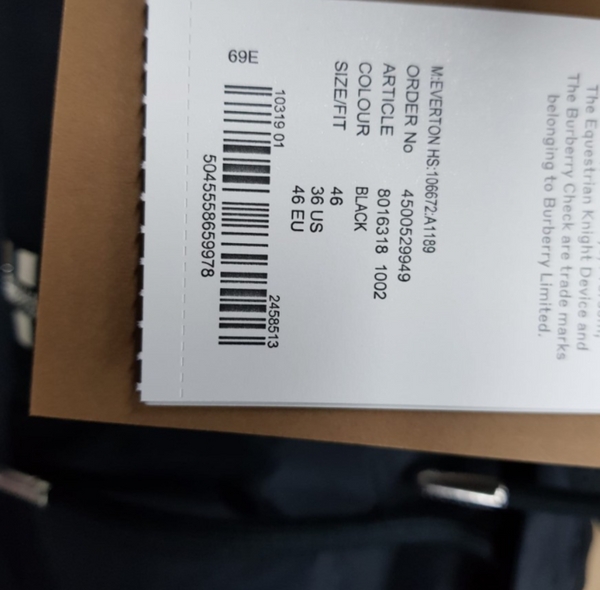 The Equestrian Knight Device and
The Burberry Check are trade marks
belonging to Burberry Limited.
M:EVERTON HS:106672:A1189
ORDER No 4500529949
ARTICLE 8016318 1002
COLOUR BLACK
SIZE/FIT 46
36 US
46 EU
10319 01 2458513
69E
5045558659978